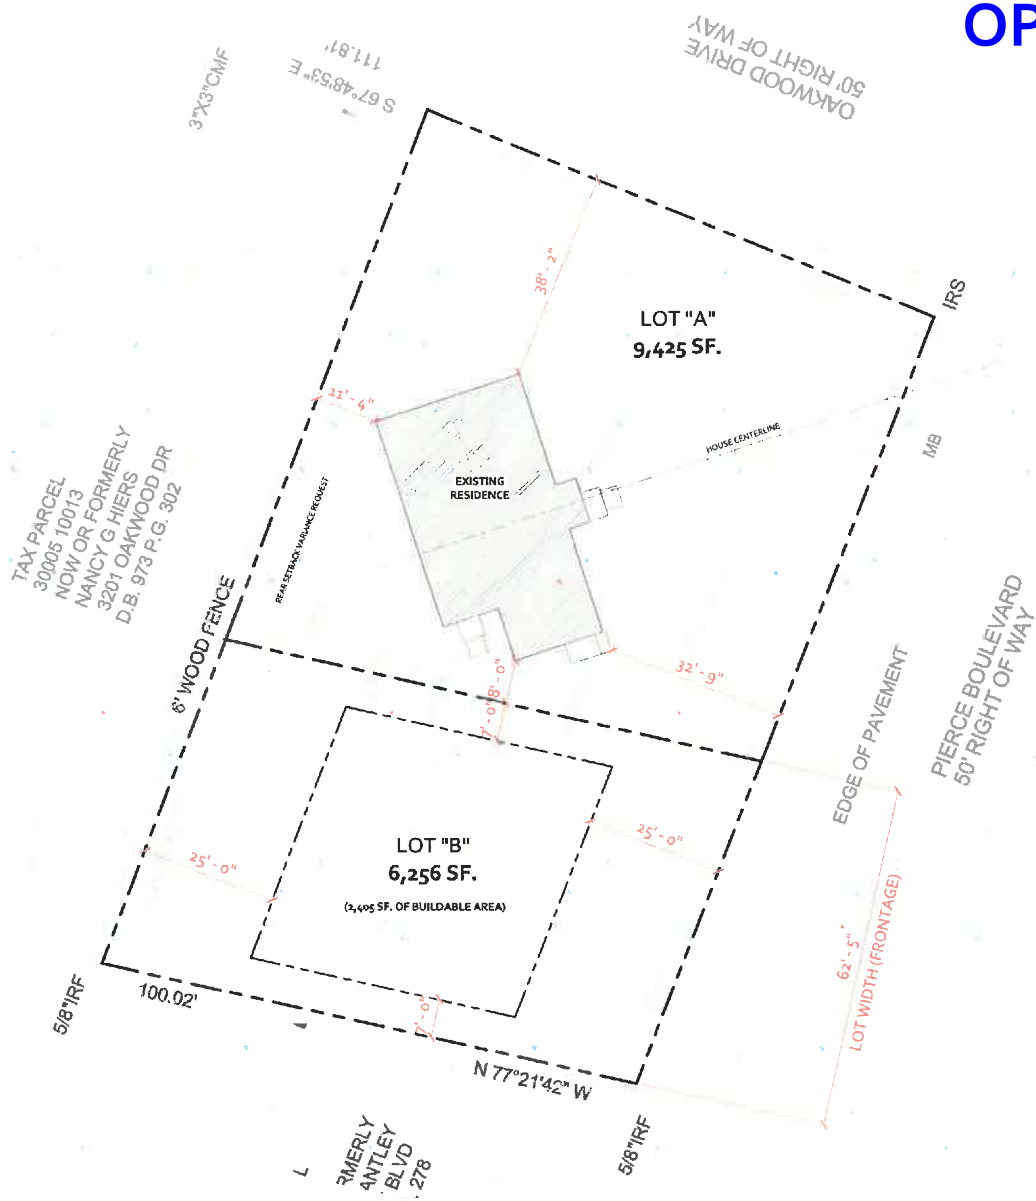 OP
OAKWOOD DRIVE
50' RIGHT OF WAY
S 67°48'53" E
111.81'
3"X3"CMF
IRS
38' - 2"
LOT "A"
9,425 SF.
11' - 4"
HOUSE CENTERLINE
MB
EXISTING
RESIDENCE
REAR SETBACK VARIANCE REQUEST
TAX PARCEL
30005 10013
NOW OR FORMERLY
NANCY G HIERS
3201 OAKWOOD DR
D.B. 973 P.G. 302
6' WOOD FENCE
32' - 9"
8' - 0"
7' - 0"
EDGE OF PAVEMENT
PIERCE BOULEVARD
50' RIGHT OF WAY
LOT "B"
6,256 SF.
(2,405 SF. OF BUILDABLE AREA)
25' - 0"
25' - 0"
62' - 5"
LOT WIDTH (FRONTAGE)
7' - 0"
5/8"IRF
100.02'
N 77°21'42" W
5/8"IRF
L
RMERLY
ANTLEY
BLVD
278